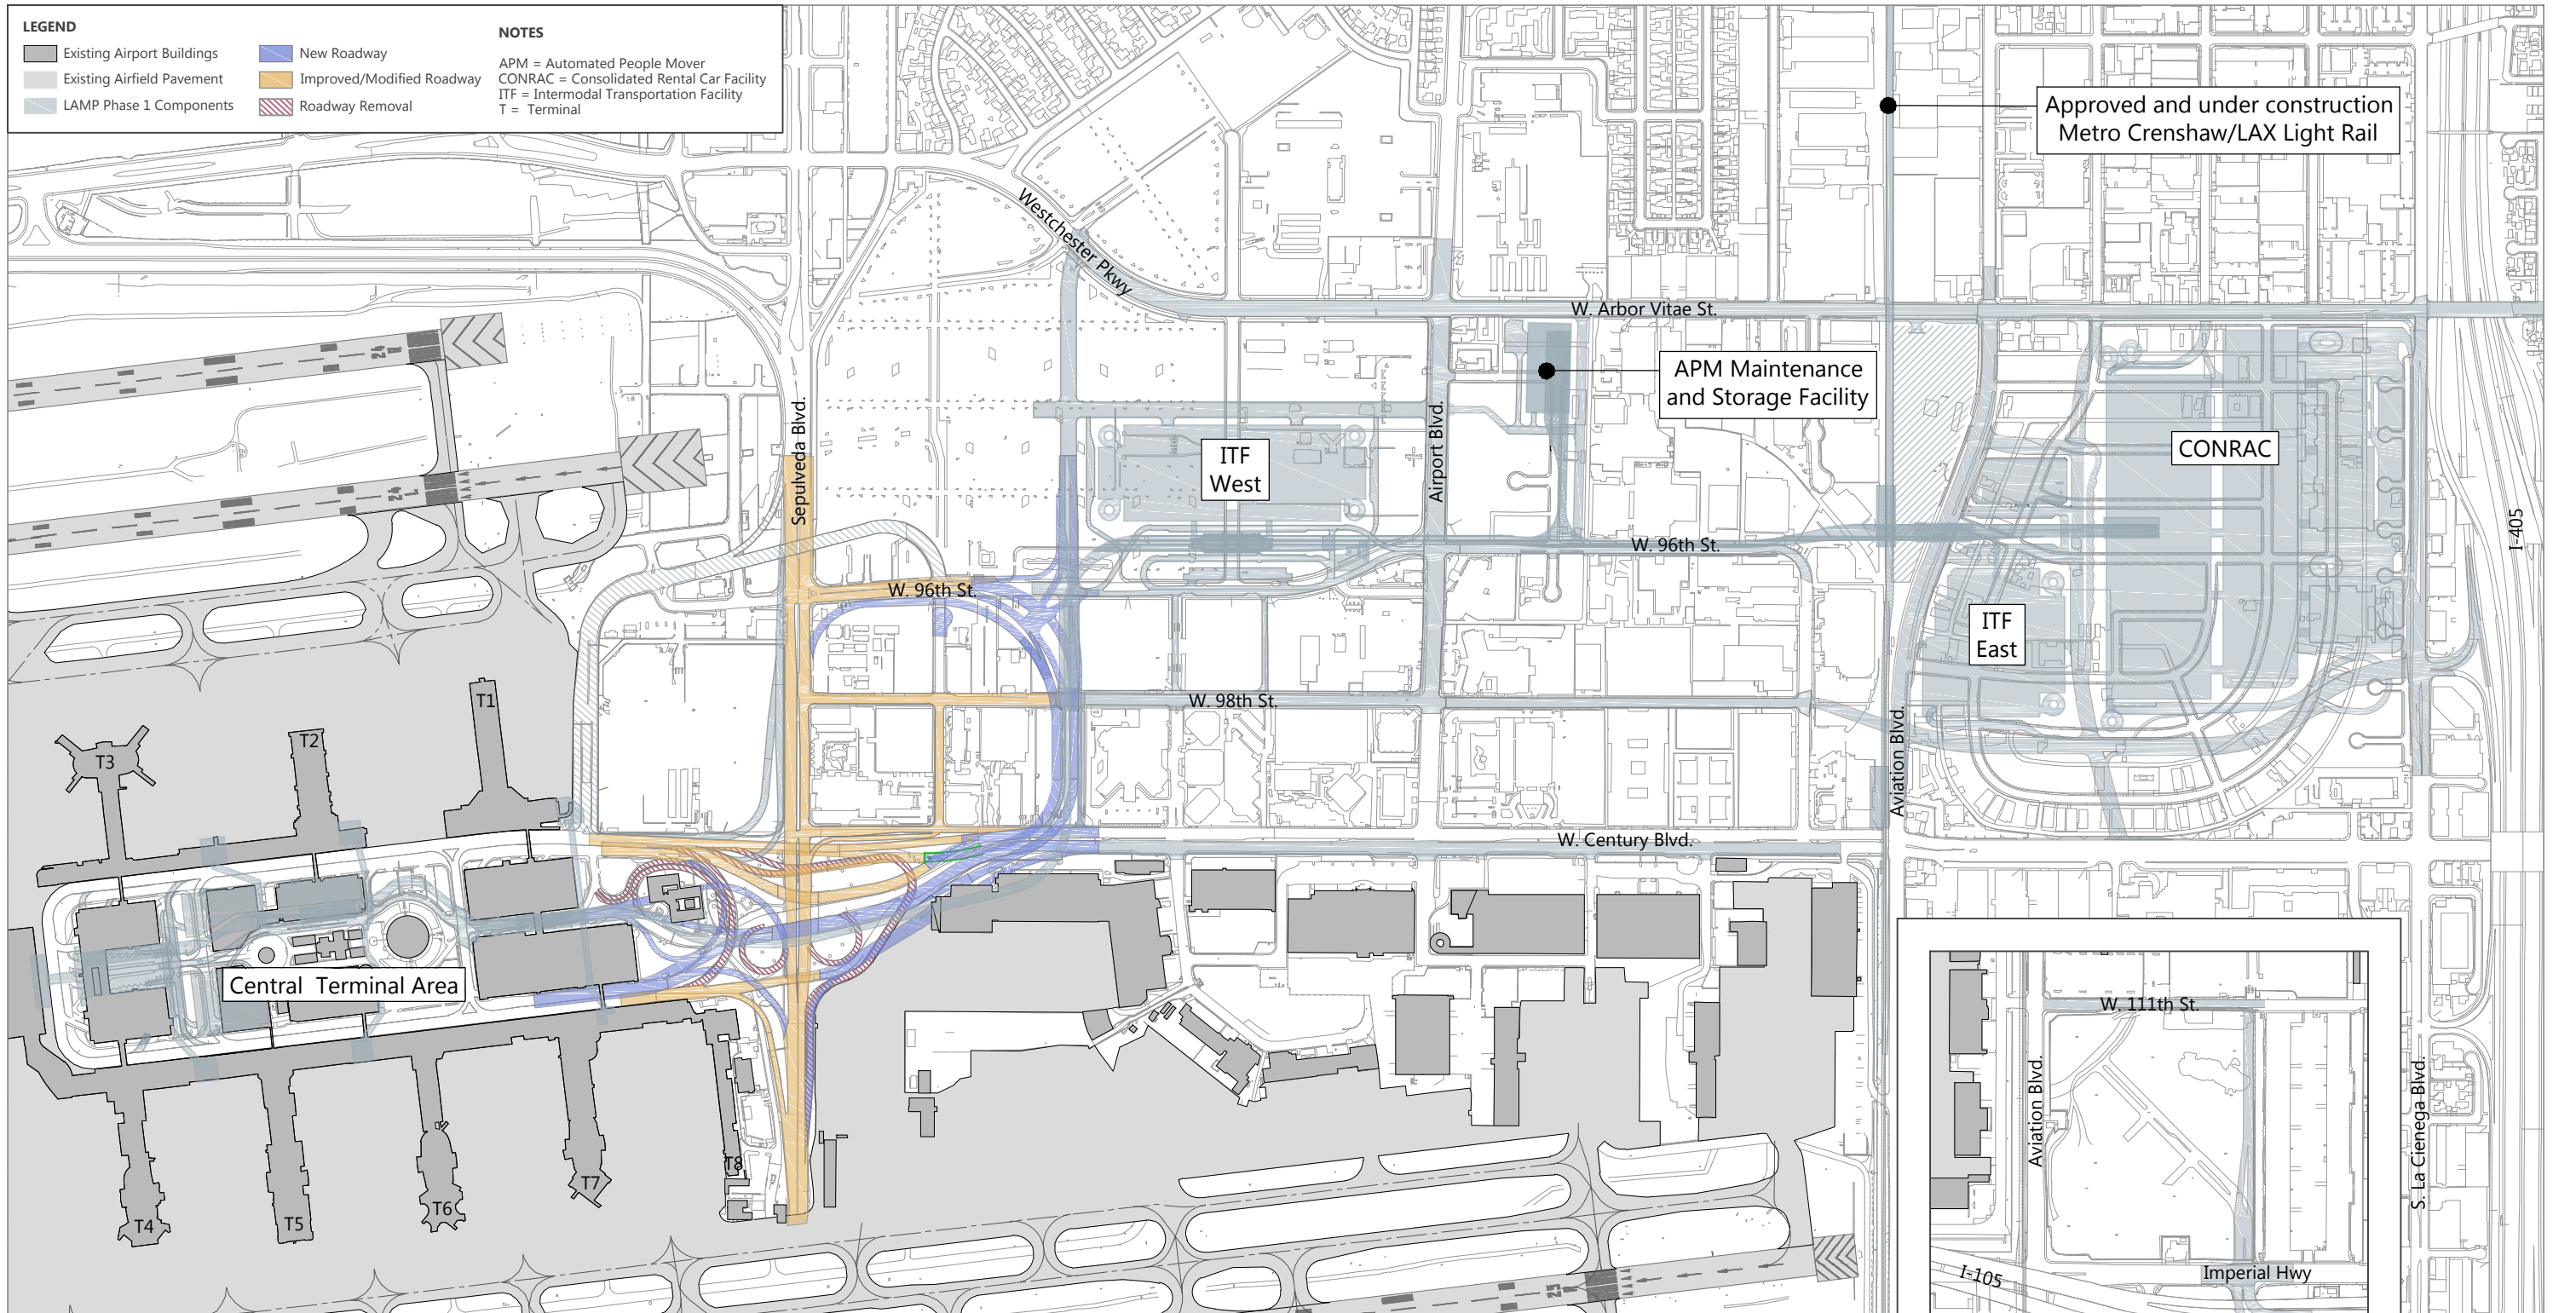 LEGEND
Existing Airport Buildings
Existing Airfield Pavement
LAMP Phase 1 Components
New Roadway
Improved/Modified Roadway
Roadway Removal
NOTES
APM = Automated People Mover
CONRAC = Consolidated Rental Car Facility
ITF = Intermodal Transportation Facility
T = Terminal
Approved and under construction
Metro Crenshaw/LAX Light Rail
Westchester Pkwy
W. Arbor Vitae St.
APM Maintenance
and Storage Facility
Sepulveda Blvd.
Airport Blvd.
ITF
West
CONRAC
I-405
W. 96th St.
W. 96th St.
ITF
East
W. 98th St.
Aviation Blvd.
W. Century Blvd.
T1
T2
T3
Central Terminal Area
T8
T7
T6
T5
T4
W. 111th St.
Aviation Blvd.
S. La Cienega Blvd.
Imperial Hwy
I-105